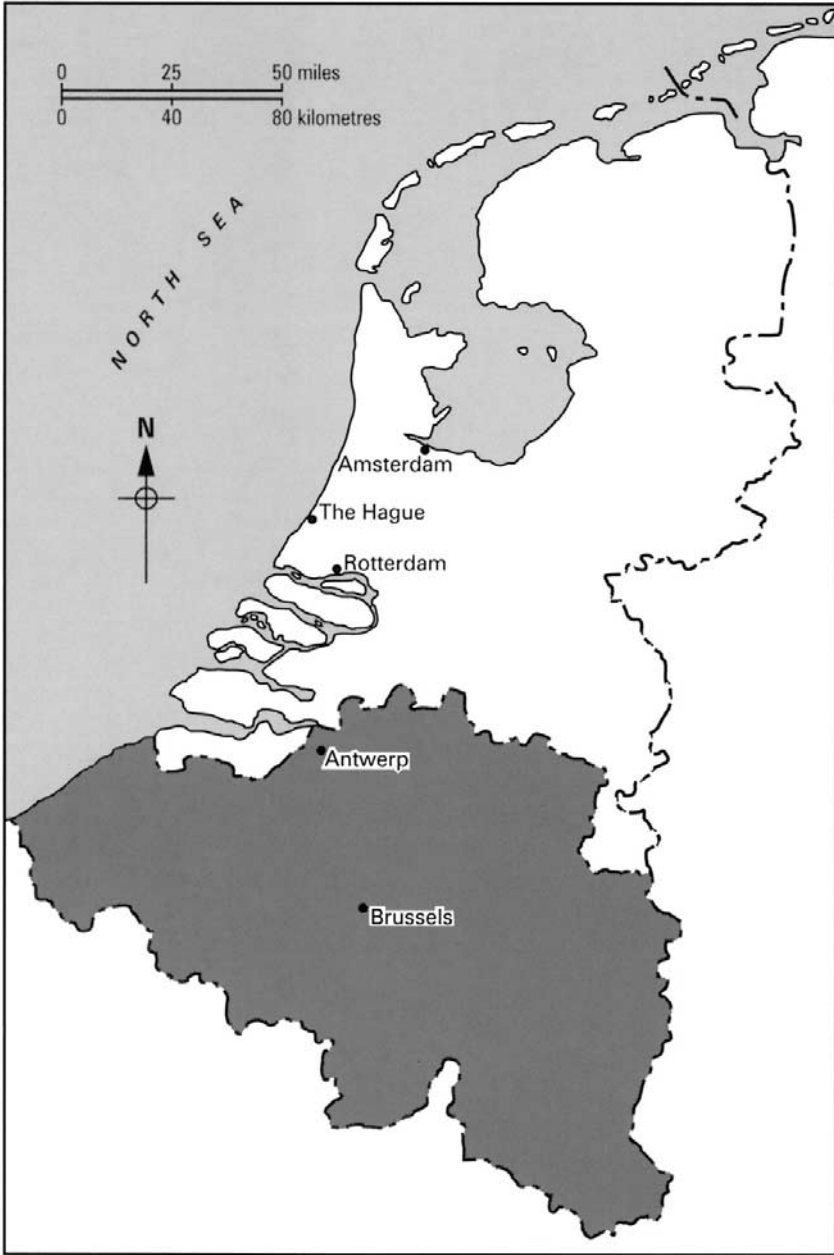 0 25 50 miles
0 40 80 kilometres
NORTH SEA
N
Amsterdam
The Hague
Rotterdam
Antwerp
Brussels